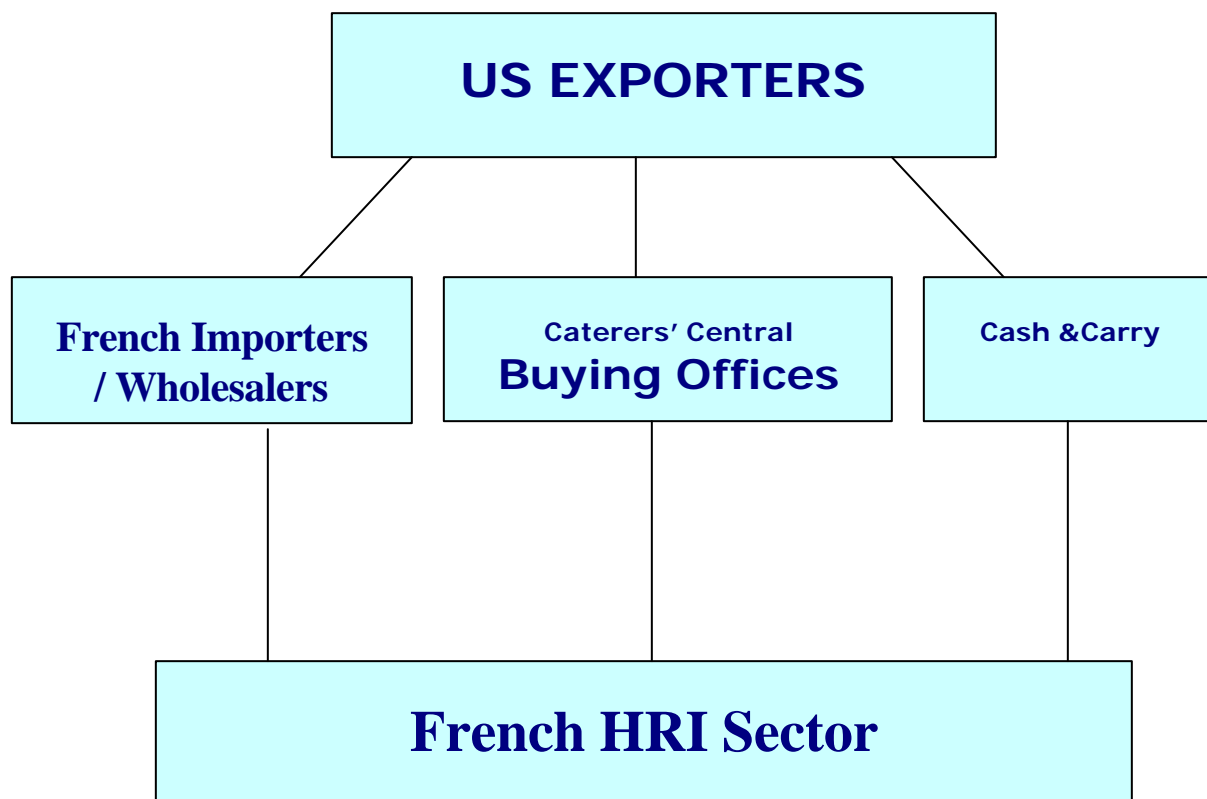 US EXPORTERS
French Importers
/ Wholesalers
Caterers’ Central
Buying Offices
Cash &Carry
French HRI Sector